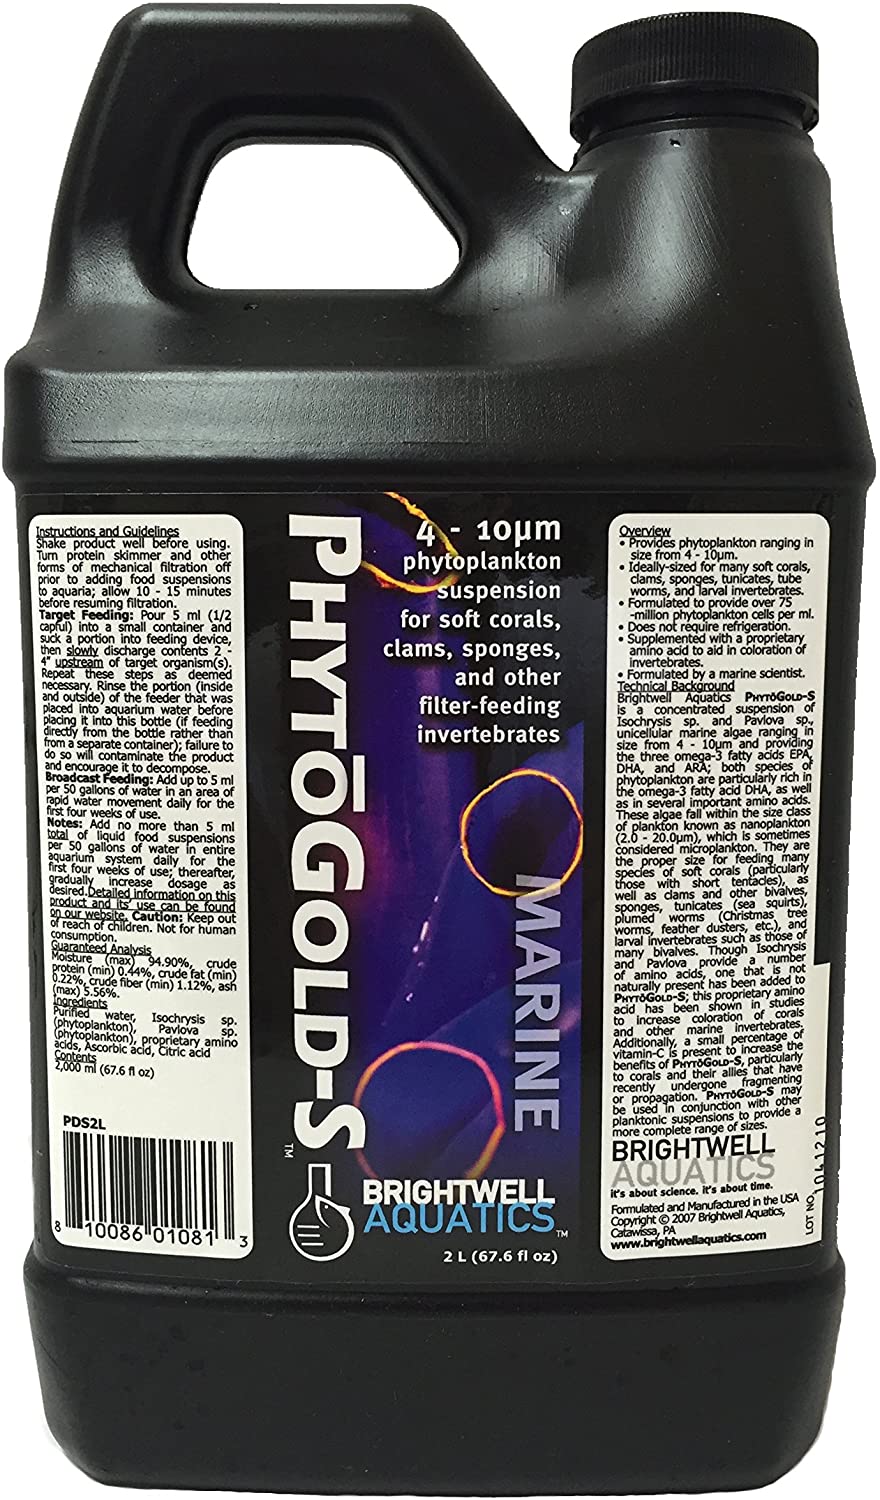 Instructions and Guidelines
Shake product well before using.
Turn protein skimmer and other
forms of mechanical filtration off
prior to adding food suspensions
to aquaria; allow 10 - 15 minutes
before resuming filtration.
Target Feeding: Pour 5 ml (1/2
capful) into a small container and
suck a portion into feeding device,
then slowly discharge contents 2 -
4" upstream of target organism(s).
Repeat these steps as deemed
necessary. Rinse the portion (inside
and outside) of the feeder that was
placed into aquarium water before
placing it into this bottle (if feeding
directly from the bottle rather than
from a separate container); failure to
do so will contaminate the product
and encourage it to decompose.
Broadcast Feeding: Add up to 5 ml
per 50 gallons of water in an area of
rapid water movement daily for the
first four weeks of use.
Notes: Add no more than 5 ml
total of liquid food suspensions
per 50 gallons of water in entire
aquarium system daily for the
first four weeks of use; thereafter,
gradually increase dosage as
desired.Detailed information on this
product and its' use can be found
on our website. Caution: Keep out
of reach of children. Not for human
consumption.
Guaranteed Analysis
Moisture (max) 94.90%, crude
protein (min) 0.44%, crude fat (min)
0.22%, crude fiber (min) 1.12%, ash
(max) 5.56%.
Ingredients
Purified water, Isochrysis sp.
(phytoplankton), Pavlova sp.
(phytoplankton), proprietary amino
acids, Ascorbic acid, Citric acid
Contents
2,000 ml (67.6 fl oz)
PDS2L
8 10086 01081 3
PHYTŌGOLD-S™
4 - 10µm
phytoplankton
suspension
for soft corals,
clams, sponges,
and other
filter-feeding
invertebrates
MARINE
BRIGHTWELL
AQUATICS™
2 L (67.6 fl oz)
Overview
• Provides phytoplankton ranging in
size from 4 - 10µm.
• Ideally-sized for many soft corals,
clams, sponges, tunicates, tube
worms, and larval invertebrates.
• Formulated to provide over 75
-million phytoplankton cells per ml.
• Does not require refrigeration.
• Supplemented with a proprietary
amino acid to aid in coloration of
invertebrates.
• Formulated by a marine scientist.
Technical Background
Brightwell Aquatics PHYTŌGOLD-S
is a concentrated suspension of
Isochrysis sp. and Pavlova sp.,
unicellular marine algae ranging in
size from 4 - 10µm and providing
the three omega-3 fatty acids EPA,
DHA, and ARA; both species of
phytoplankton are particularly rich in
the omega-3 fatty acid DHA, as well
as in several important amino acids.
These algae fall within the size class
of plankton known as nanoplankton
(2.0 - 20.0µm), which is sometimes
considered microplankton. They are
the proper size for feeding many
species of soft corals (particularly
those with short tentacles), as
well as clams and other bivalves,
sponges, tunicates (sea squirts),
plumed worms (Christmas tree
worms, feather dusters, etc.), and
larval invertebrates such as those of
many bivalves. Though Isochrysis
and Pavlova provide a number
of amino acids, one that is not
naturally present has been added to
PHYTŌGOLD-S; this proprietary amino
acid has been shown in studies
to increase coloration of corals
and other marine invertebrates.
Additionally, a small percentage of
vitamin-C is present to increase the
benefits of PHYTŌGOLD-S, particularly
to corals and their allies that have
recently undergone fragmenting
or propagation. PHYTŌGOLD-S may
be used in conjunction with other
planktonic suspensions to provide a
more complete range of sizes.
BRIGHTWELL
AQUATICS
it's about science. it's about time.
Formulated and Manufactured in the USA
Copyright © 2007 Brightwell Aquatics,
Catawissa, PA
www.brightwellaquatics.com
LOT NO. 1041210